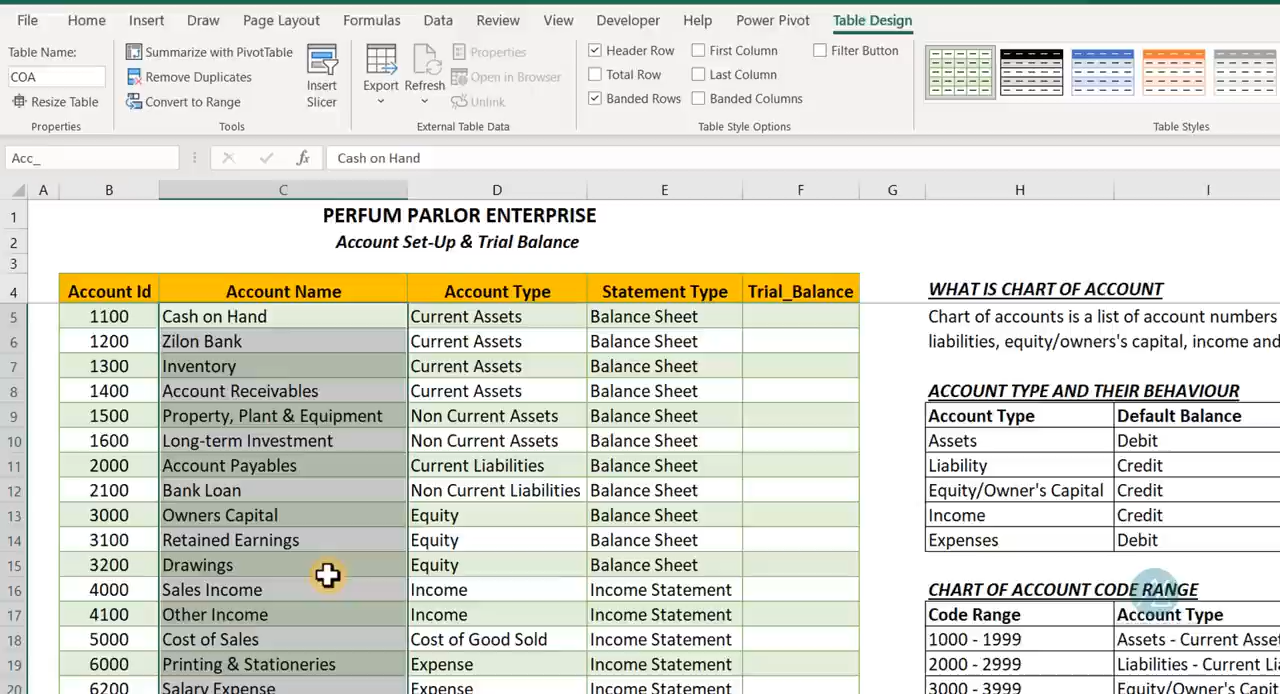 File Home Insert Draw Page Layout Formulas Data Review View Developer Help Power Pivot Table Design
Table Name:
COA
Resize Table
Properties
Summarize with PivotTable
Remove Duplicates
Convert to Range
Tools
Insert
Slicer
Export
Refresh
Properties
Open in Browser
Unlink
External Table Data
Header Row First Column Filter Button
Total Row Last Column
Banded Rows Banded Columns
Table Style Options
Table Styles
Acc_ fx Cash on Hand
A B C D E F G H I
1 PERFUM PARLOR ENTERPRISE
2 Account Set-Up & Trial Balance
3
4 Account Id Account Name Account Type Statement Type Trial_Balance WHAT IS CHART OF ACCOUNT
5 1100 Cash on Hand Current Assets Balance Sheet Chart of accounts is a list of account numbers
6 1200 Zilon Bank Current Assets Balance Sheet liabilities, equity/owners's capital, income and
7 1300 Inventory Current Assets Balance Sheet
8 1400 Account Receivables Current Assets Balance Sheet ACCOUNT TYPE AND THEIR BEHAVIOUR
9 1500 Property, Plant & Equipment Non Current Assets Balance Sheet Account Type Default Balance
10 1600 Long-term Investment Non Current Assets Balance Sheet Assets Debit
11 2000 Account Payables Current Liabilities Balance Sheet Liability Credit
12 2100 Bank Loan Non Current Liabilities Balance Sheet Equity/Owner's Capital Credit
13 3000 Owners Capital Equity Balance Sheet Income Credit
14 3100 Retained Earnings Equity Balance Sheet Expenses Debit
15 3200 Drawings Equity Balance Sheet
16 4000 Sales Income Income Income Statement CHART OF ACCOUNT CODE RANGE
17 4100 Other Income Income Income Statement Code Range Account Type
18 5000 Cost of Sales Cost of Good Sold Income Statement 1000 - 1999 Assets - Current Asse
19 6000 Printing & Stationeries Expense Income Statement 2000 - 2999 Liabilities - Current Li
20 6200 Salary Expense Expense Income Statement 3000 - 3999 Equity/Owner's Capital